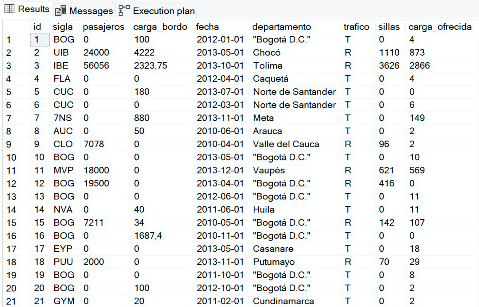 Results Messages Execution plan
id sigla pasajeros carga_bordo fecha departamento trafico sillas carga_ofrecida
1 1 BOG 0 100 2012-01-01 "Bogotá D.C." T 0 4
2 2 UIB 24000 4222 2013-05-01 Chocó R 1110 873
3 3 IBE 56056 2323.75 2013-10-01 Tolima R 3626 2866
4 4 FLA 0 0 2012-04-01 Caquetá T 0 4
5 5 CUC 0 180 2013-07-01 Norte de Santander T 0 0
6 6 CUC 0 0 2012-03-01 Norte de Santander T 0 6
7 7 7NS 0 880 2013-11-01 Meta T 0 149
8 8 AUC 0 50 2010-06-01 Arauca T 0 2
9 9 CLO 7078 0 2010-04-01 Valle del Cauca R 96 2
10 10 BOG 0 0 2013-05-01 "Bogotá D.C." T 0 10
11 11 MVP 18000 0 2013-12-01 Vaupés R 621 569
12 12 BOG 19500 0 2013-04-01 "Bogotá D.C." R 416 0
13 13 BOG 0 0 2012-06-01 "Bogotá D.C." T 0 11
14 14 NVA 0 40 2011-06-01 Huila T 0 11
15 15 BOG 7211 34 2010-05-01 "Bogotá D.C." R 142 107
16 16 BOG 0 1687.4 2010-11-01 "Bogotá D.C." T 0 0
17 17 EYP 0 0 2013-05-01 Casanare T 0 18
18 18 PUU 2000 0 2013-11-01 Putumayo R 70 29
19 19 BOG 0 0 2011-10-01 "Bogotá D.C." T 0 8
20 20 BOG 0 100 2012-10-01 "Bogotá D.C." T 0 2
21 21 GYM 0 20 2011-02-01 Cundinamarca T 0 2